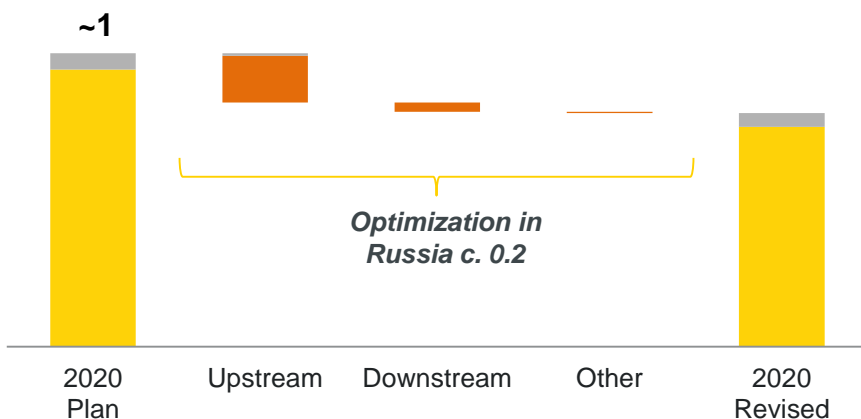 ~1
Optimization in
Russia c. 0.2
2020
Plan
Upstream
Downstream
Other
2020
Revised